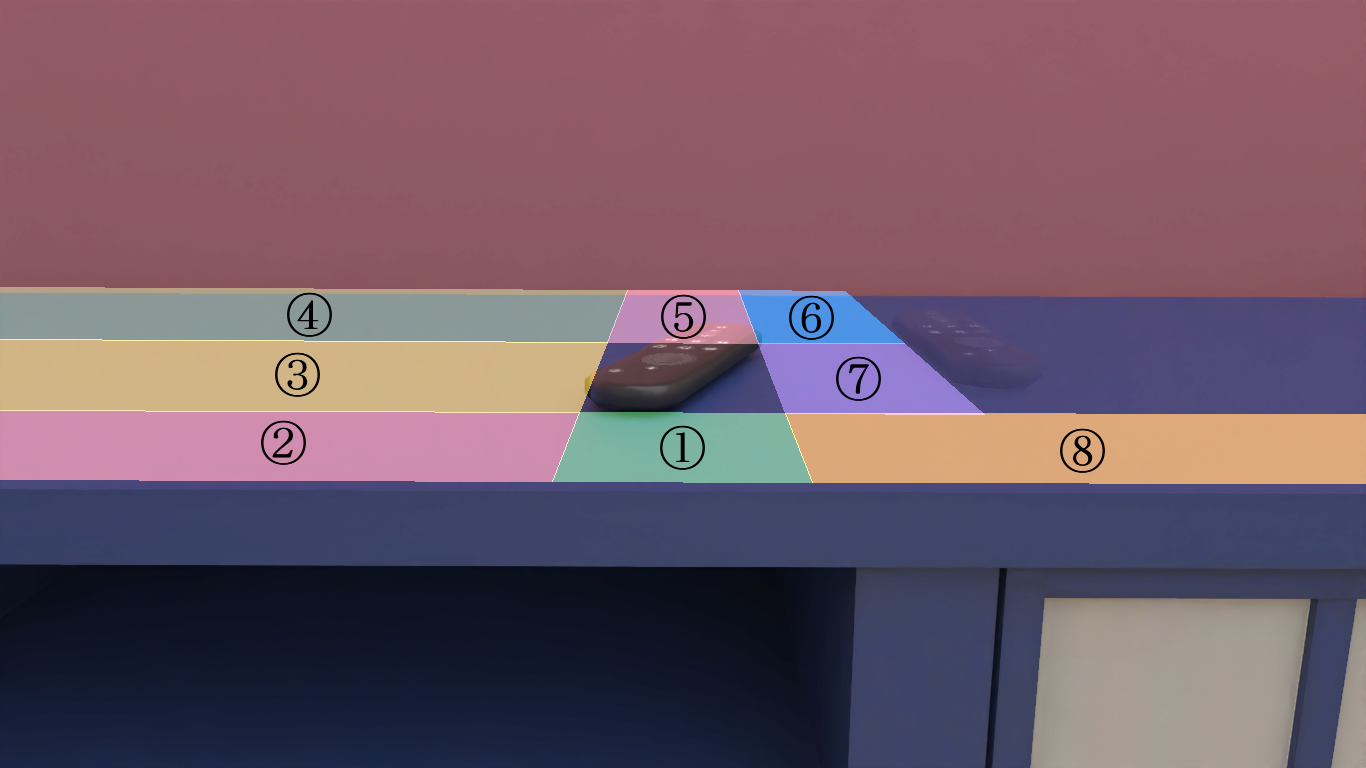 ④ ⑤ ⑥
③ ⑦
② ① ⑧